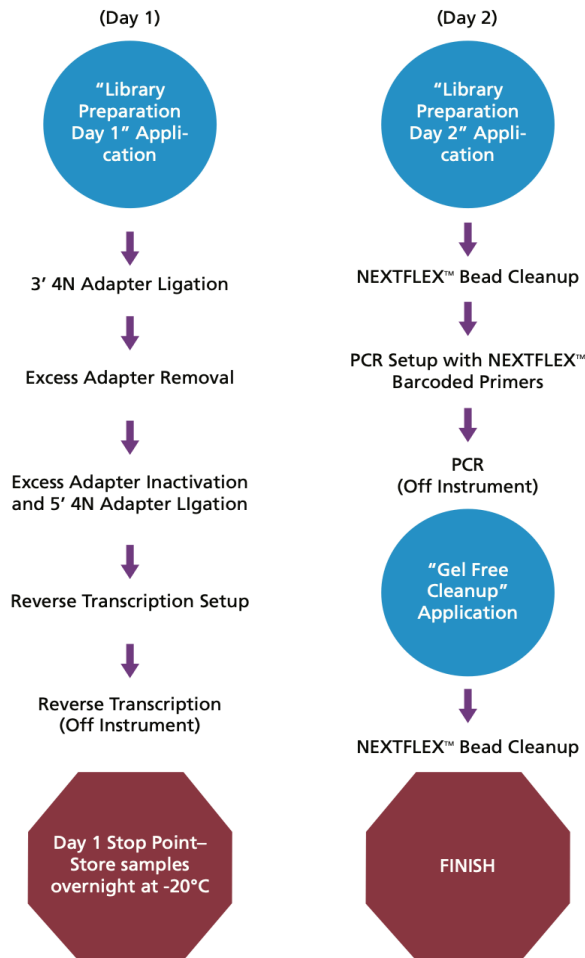 (Day 1)
“Library
Preparation
Day 1” Appli-
cation
3’ 4N Adapter Ligation
Excess Adapter Removal
Excess Adapter Inactivation
and 5’ 4N Adapter LIgation
Reverse Transcription Setup
Reverse Transcription
(Off Instrument)
Day 1 Stop Point–
Store samples
overnight at -20°C
(Day 2)
“Library
Preparation
Day 2” Appli-
cation
NEXTFLEX™ Bead Cleanup
PCR Setup with NEXTFLEX™
Barcoded Primers
PCR
(Off Instrument)
“Gel Free
Cleanup”
Application
NEXTFLEX™ Bead Cleanup
FINISH